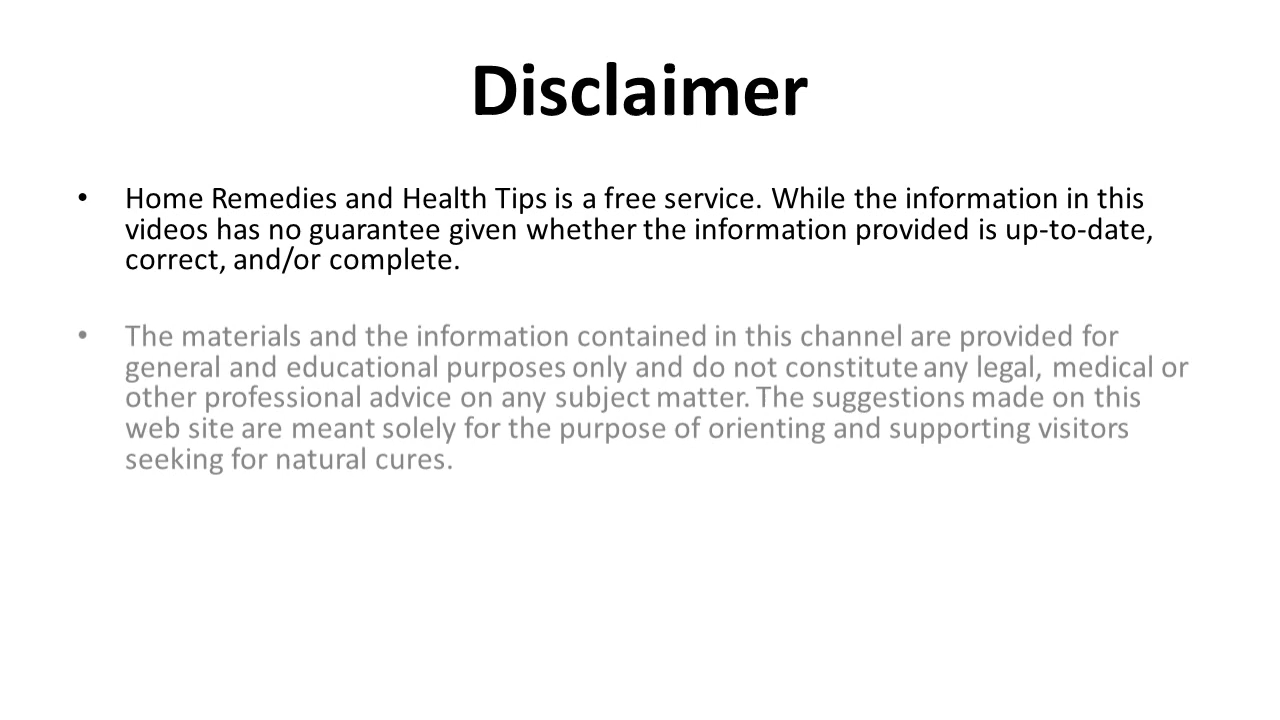 Disclaimer
• Home Remedies and Health Tips is a free service. While the information in this
videos has no guarantee given whether the information provided is up-to-date,
correct, and/or complete.
• The materials and the information contained in this channel are provided for
general and educational purposes only and do not constitute any legal, medical or
other professional advice on any subject matter. The suggestions made on this
web site are meant solely for the purpose of orienting and supporting visitors
seeking for natural cures.